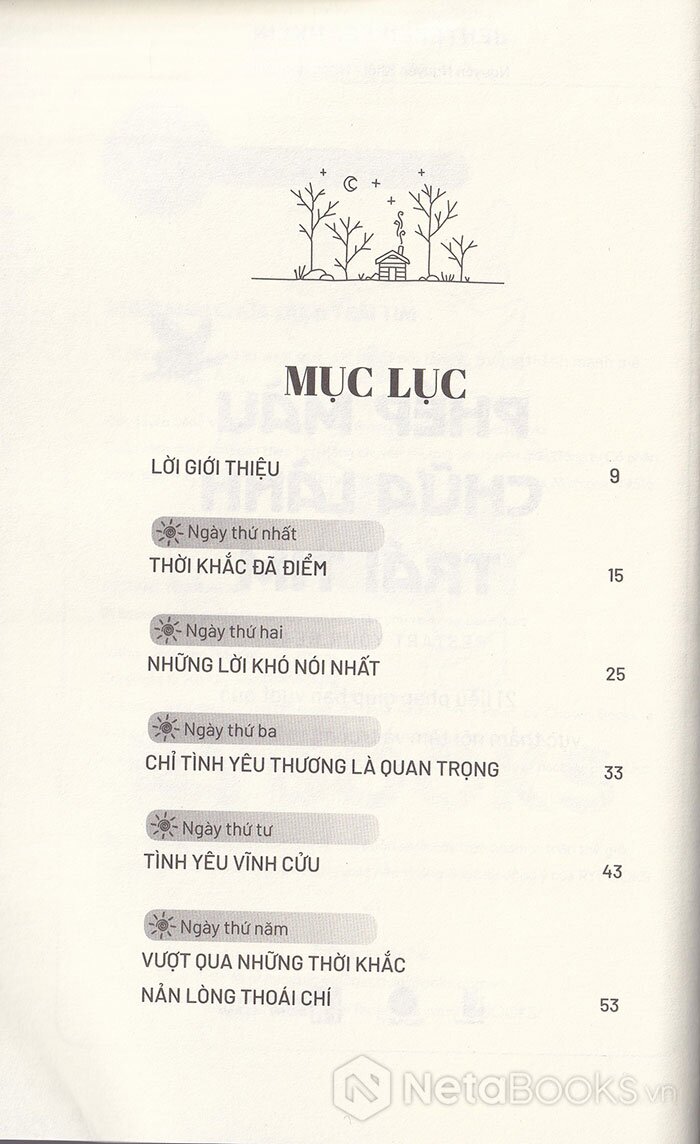 MỤC LỤC
LỜI GIỚI THIỆU 9
Ngày thứ nhất
THỜI KHẮC ĐÃ ĐIỂM 15
Ngày thứ hai
NHỮNG LỜI KHÓ NÓI NHẤT 25
Ngày thứ ba
CHỈ TÌNH YÊU THƯƠNG LÀ QUAN TRỌNG 33
Ngày thứ tư
TÌNH YÊU VĨNH CỬU 43
Ngày thứ năm
VƯỢT QUA NHỮNG THỜI KHẮC
NẢN LÒNG THOÁI CHÍ 53
NetaBooks.vn